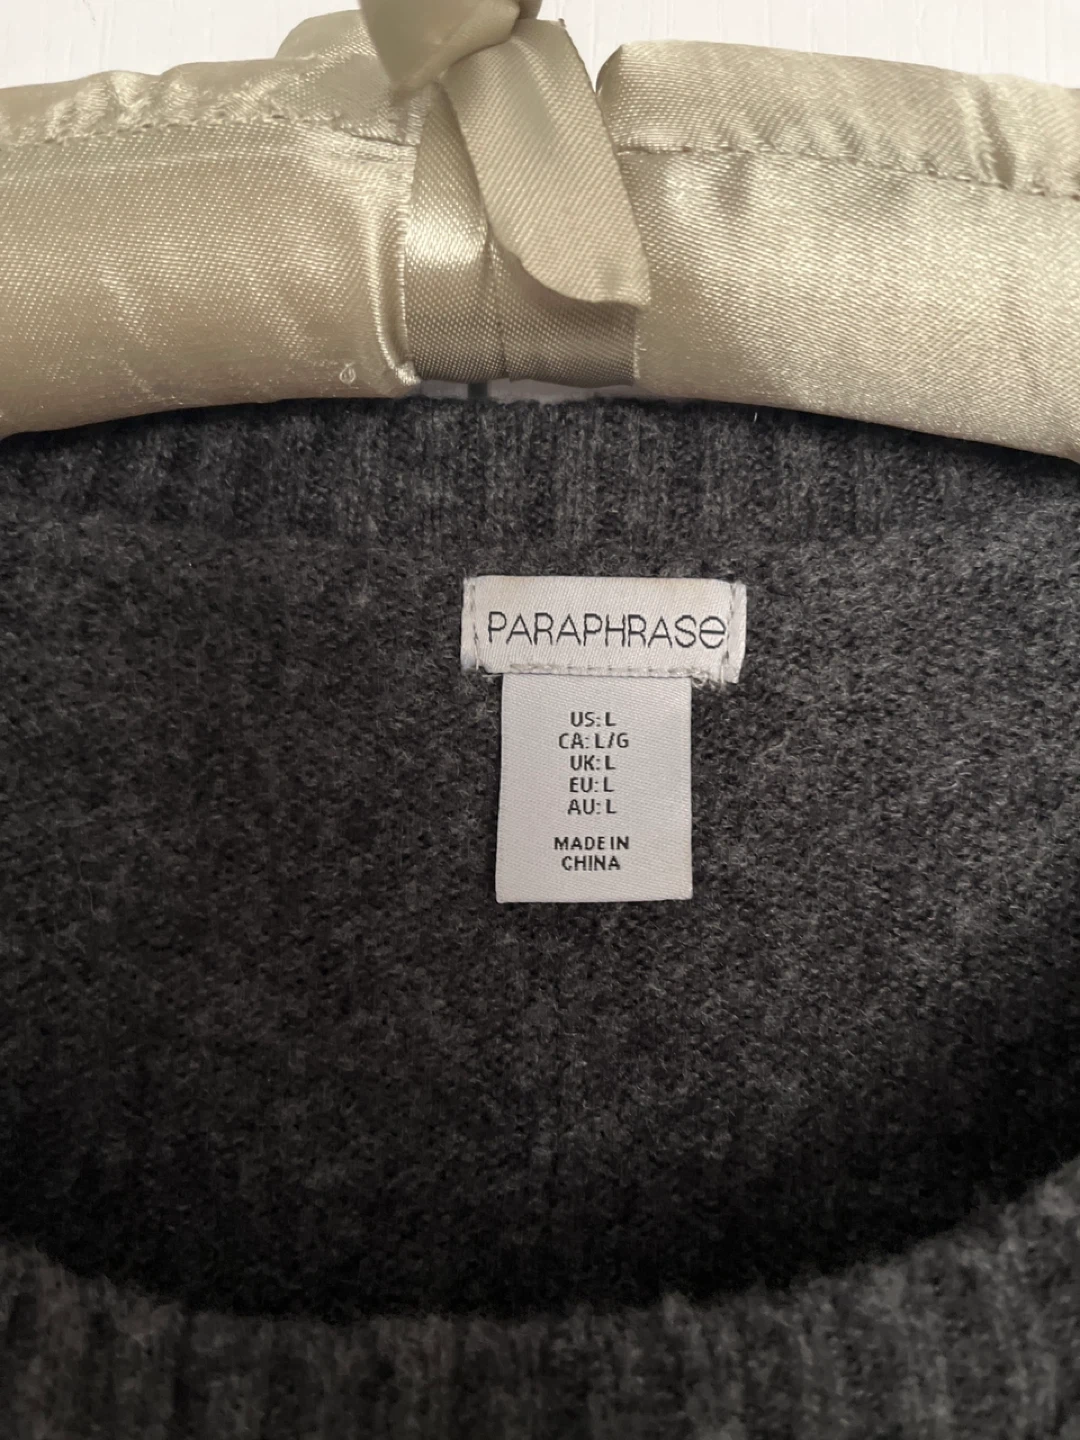 PARAPHRASE
US: L
CA: L/G
UK: L
EU: L
AU: L
MADE IN
CHINA